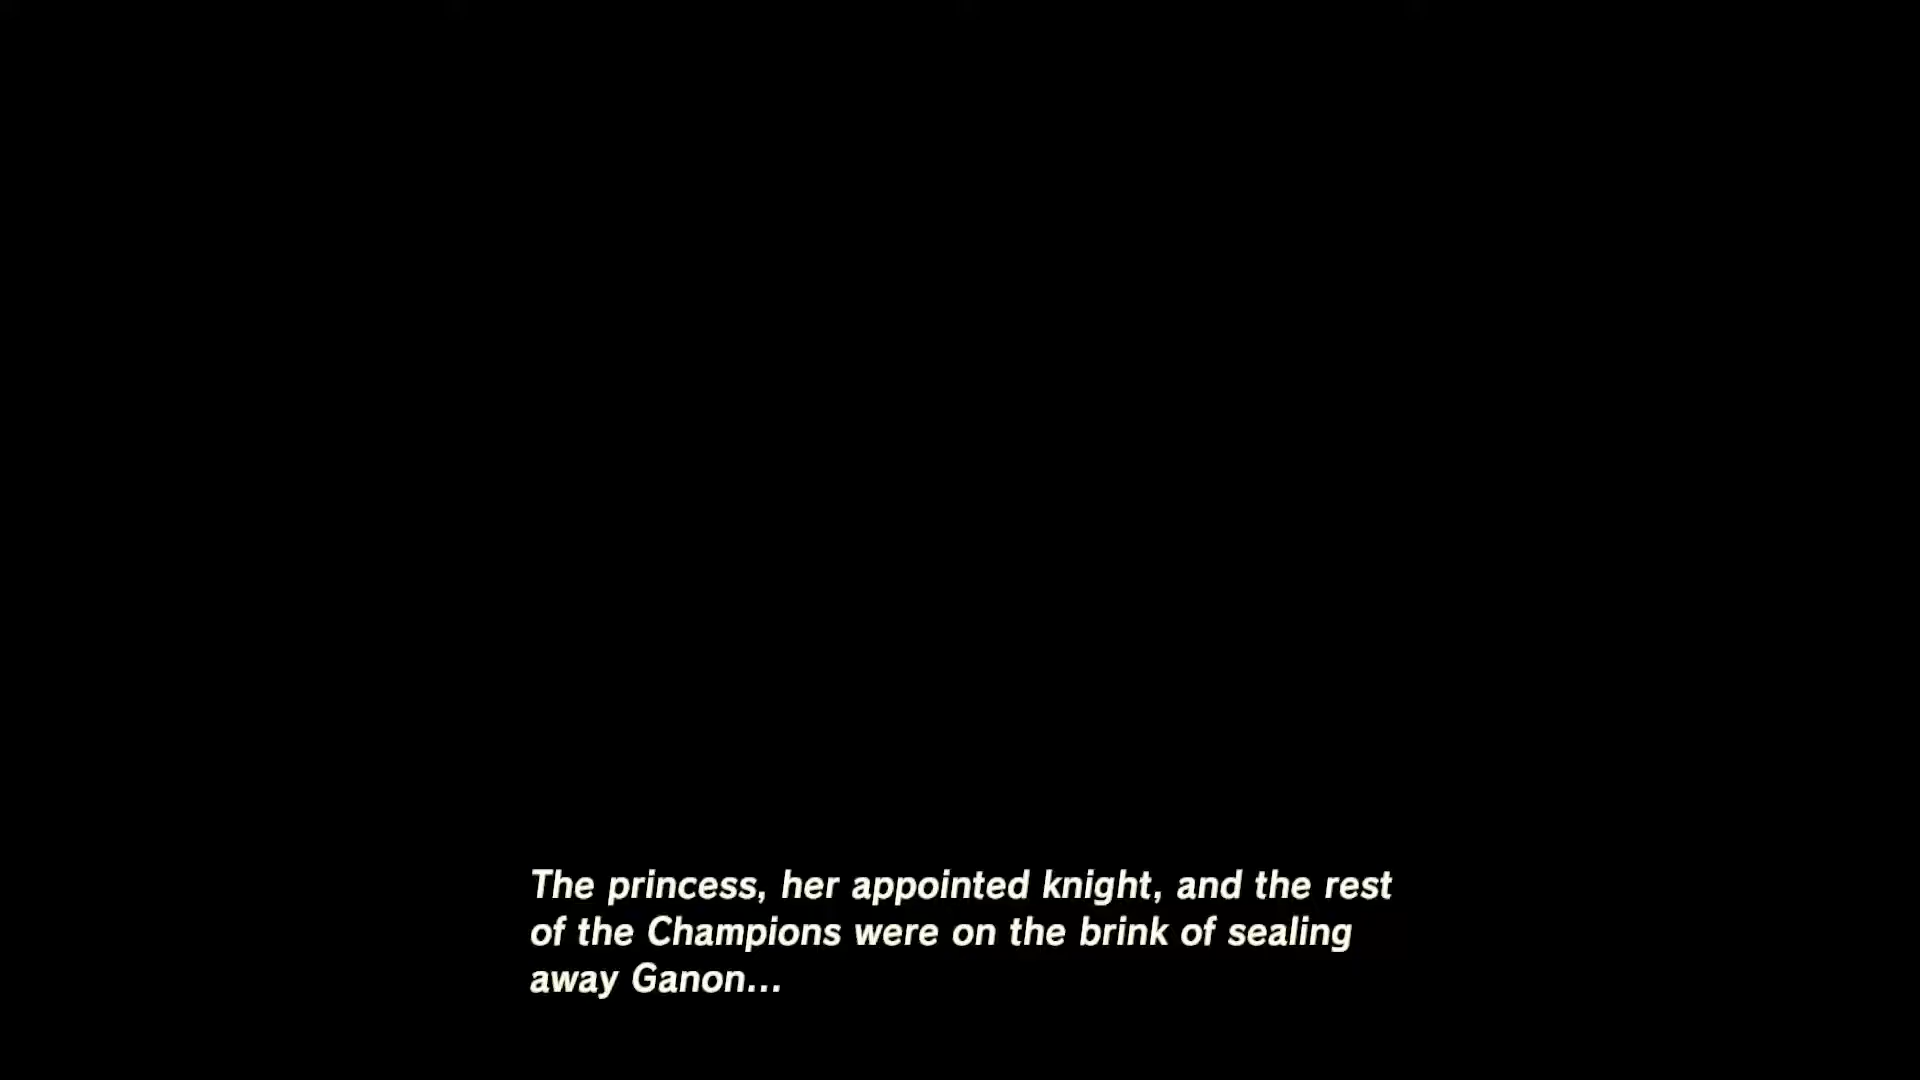 The princess, her appointed knight, and the rest
of the Champions were on the brink of sealing
away Ganon...